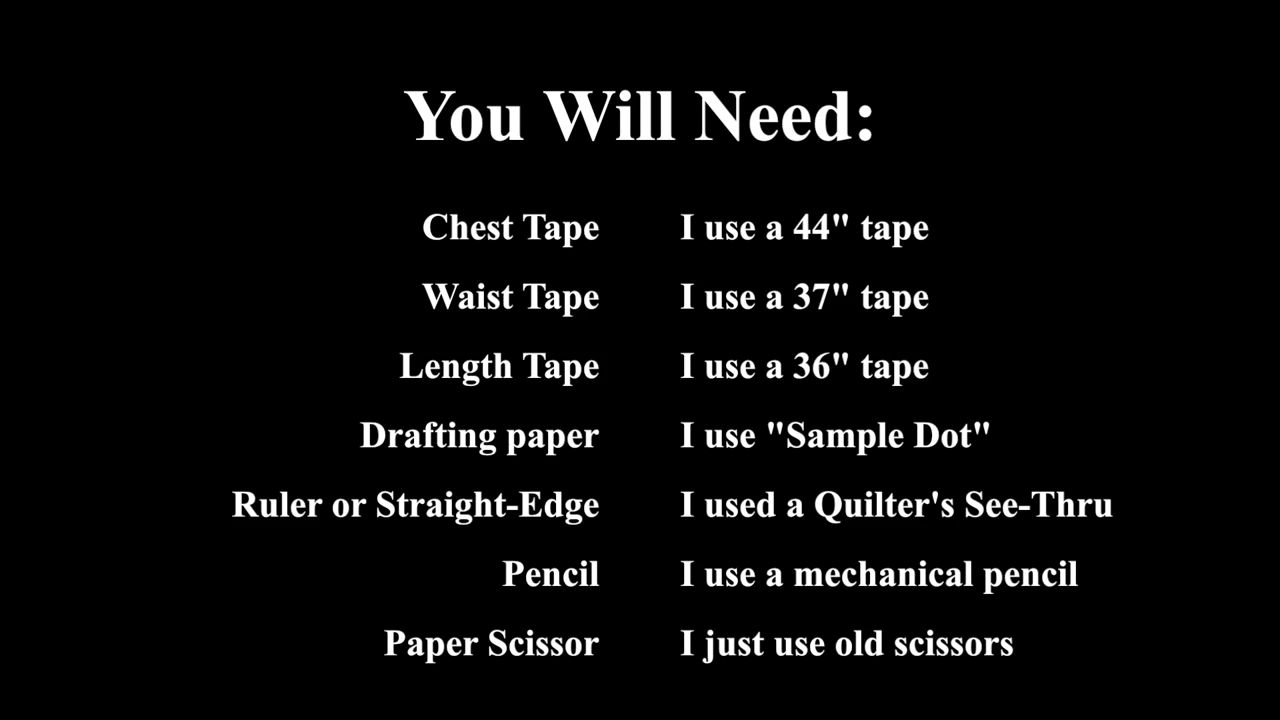 You Will Need:
Chest Tape I use a 44" tape
Waist Tape I use a 37" tape
Length Tape I use a 36" tape
Drafting paper I use "Sample Dot"
Ruler or Straight-Edge I used a Quilter's See-Thru
Pencil I use a mechanical pencil
Paper Scissor I just use old scissors